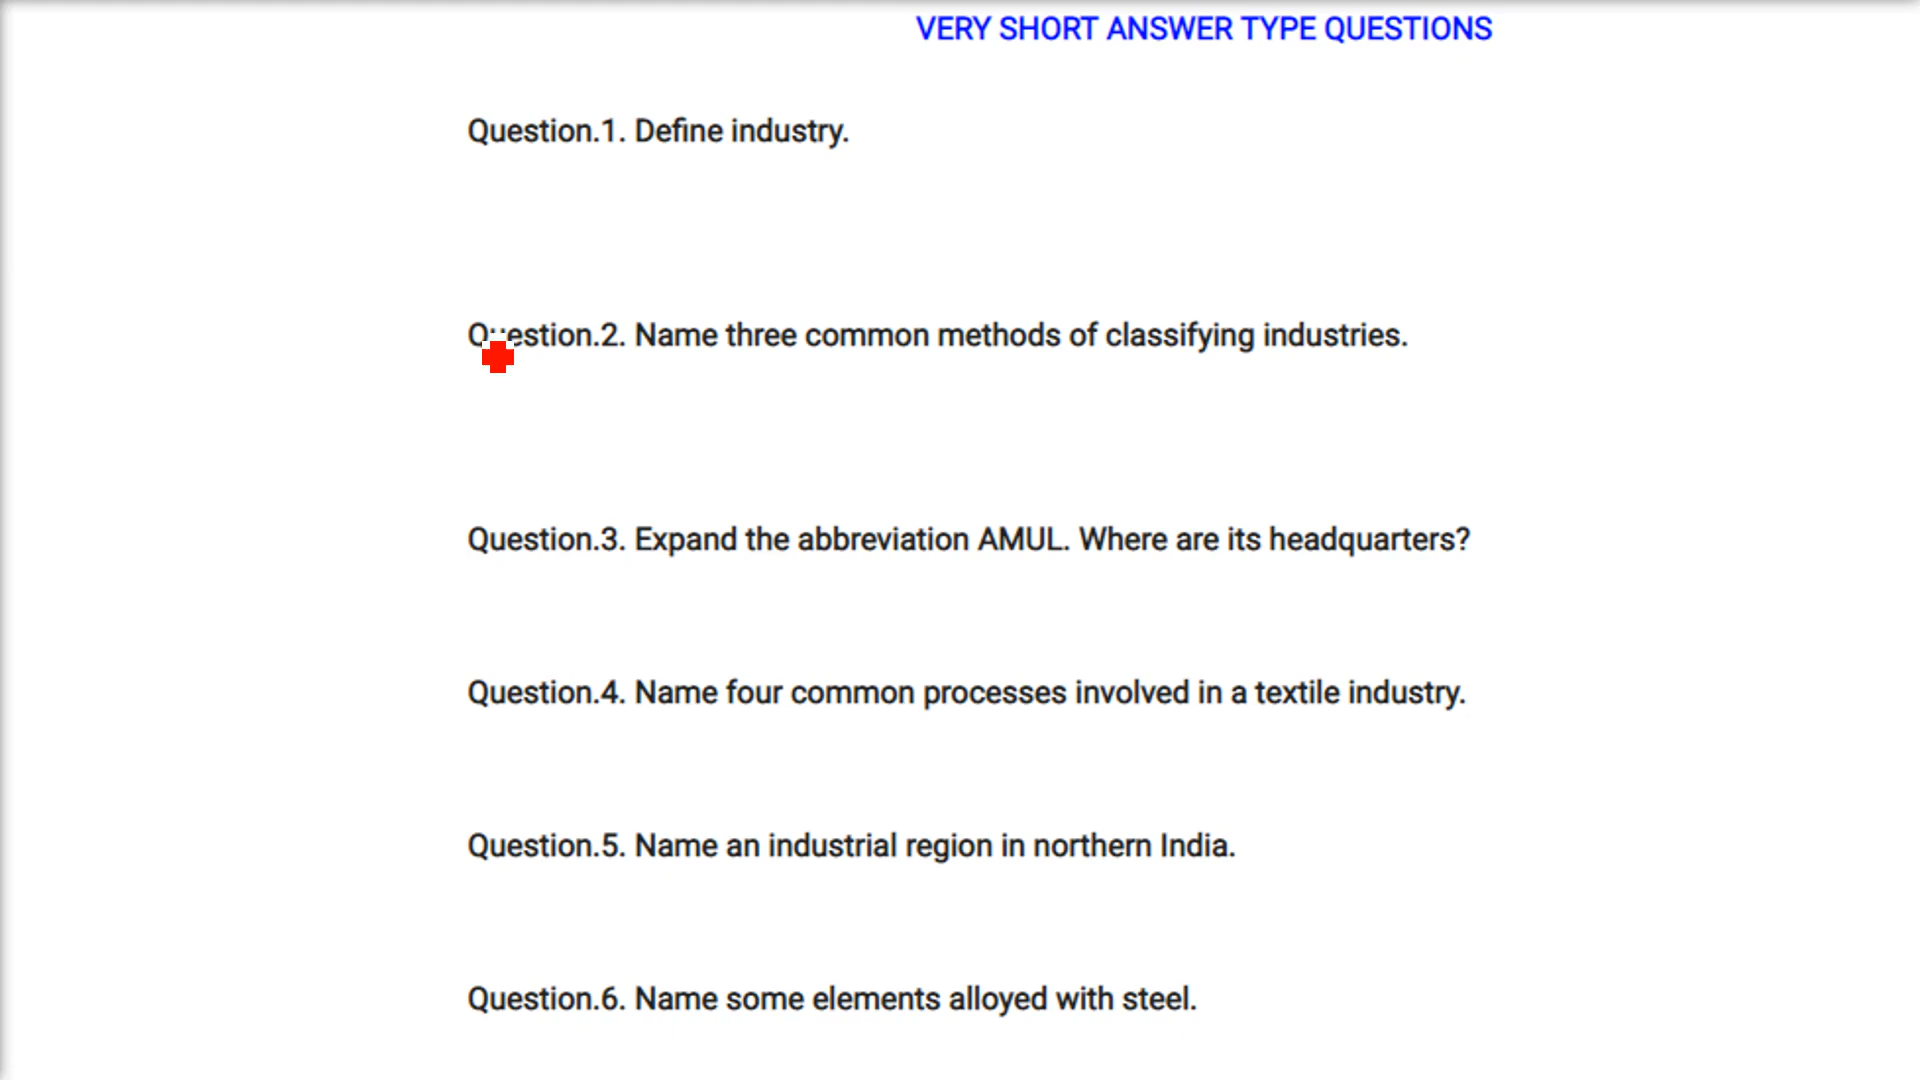 VERY SHORT ANSWER TYPE QUESTIONS
Question.1. Define industry.
Question.2. Name three common methods of classifying industries.
Question.3. Expand the abbreviation AMUL. Where are its headquarters?
Question.4. Name four common processes involved in a textile industry.
Question.5. Name an industrial region in northern India.
Question.6. Name some elements alloyed with steel.